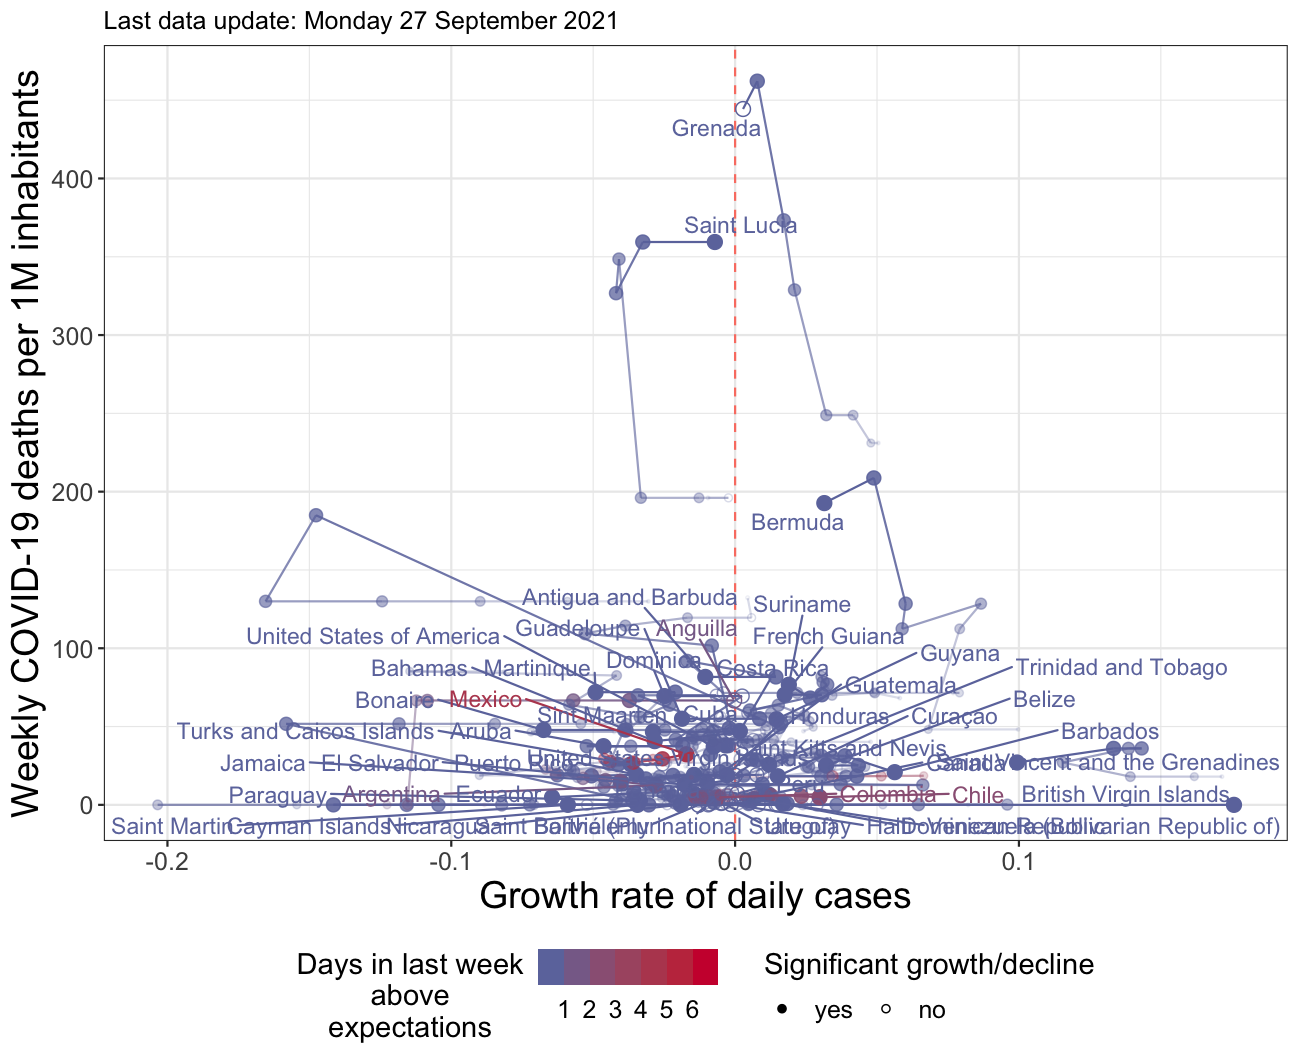 Last data update: Monday 27 September 2021
Weekly COVID-19 deaths per 1M inhabitants
400
300
200
100
0
Grenada
Saint Lucia
Bermuda
Antigua and Barbuda
Suriname
United States of America
Guadeloupe
Anguilla
French Guiana
Guyana
Bahamas
Martinique
Dominica
Costa Rica
Trinidad and Tobago
Bonaire
Mexico
Guatemala
Belize
Sint Maarten
Cuba
Honduras
Curaçao
Turks and Caicos Islands
Aruba
Barbados
Jamaica
El Salvador
Puerto Rico
United States Virgin Islands
Saint Kitts and Nevis
Canada
Saint Vincent and the Grenadines
Paraguay
Argentina
Ecuador
Colombia
Chile
British Virgin Islands
Saint Martin
Cayman Islands
Nicaragua
Saint Barthélemy
Bolivia (Plurinational State of)
Uruguay
Haiti
Dominican Republic
Venezuela (Bolivarian Republic of)
-0.2
-0.1
0.0
0.1
Growth rate of daily cases
Days in last week
above
expectations
1 2 3 4 5 6
Significant growth/decline
yes
no